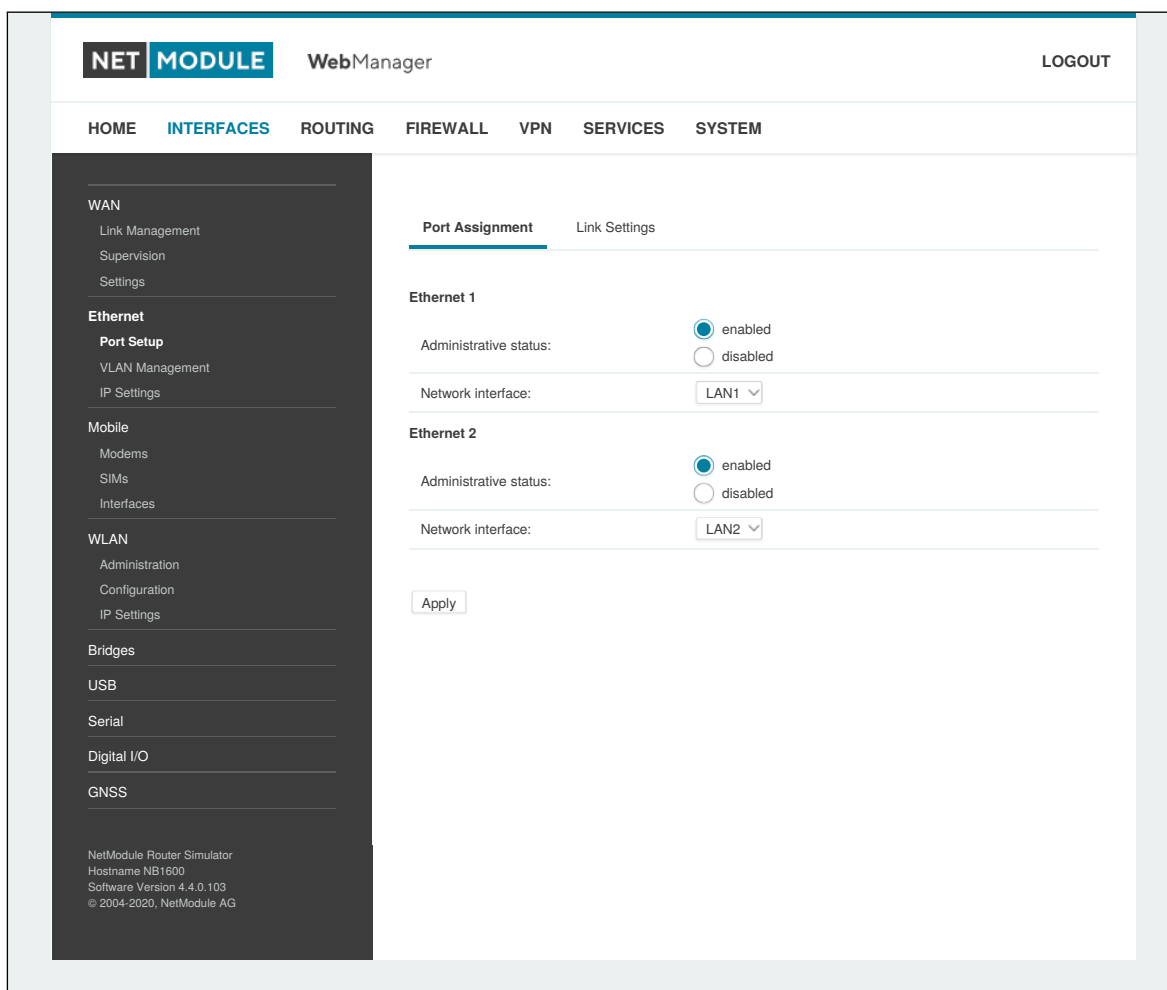 NET MODULE WebManager LOGOUT
HOME INTERFACES ROUTING FIREWALL VPN SERVICES SYSTEM
WAN
Link Management
Supervision
Settings
Ethernet
Port Setup
VLAN Management
IP Settings
Mobile
Modems
SIMs
Interfaces
WLAN
Administration
Configuration
IP Settings
Bridges
USB
Serial
Digital I/O
GNSS
NetModule Router Simulator
Hostname NB1600
Software Version 4.4.0.103
© 2004-2020, NetModule AG
Port Assignment Link Settings
Ethernet 1
Administrative status:
enabled
disabled
Network interface: LAN1
Ethernet 2
Administrative status:
enabled
disabled
Network interface: LAN2
Apply